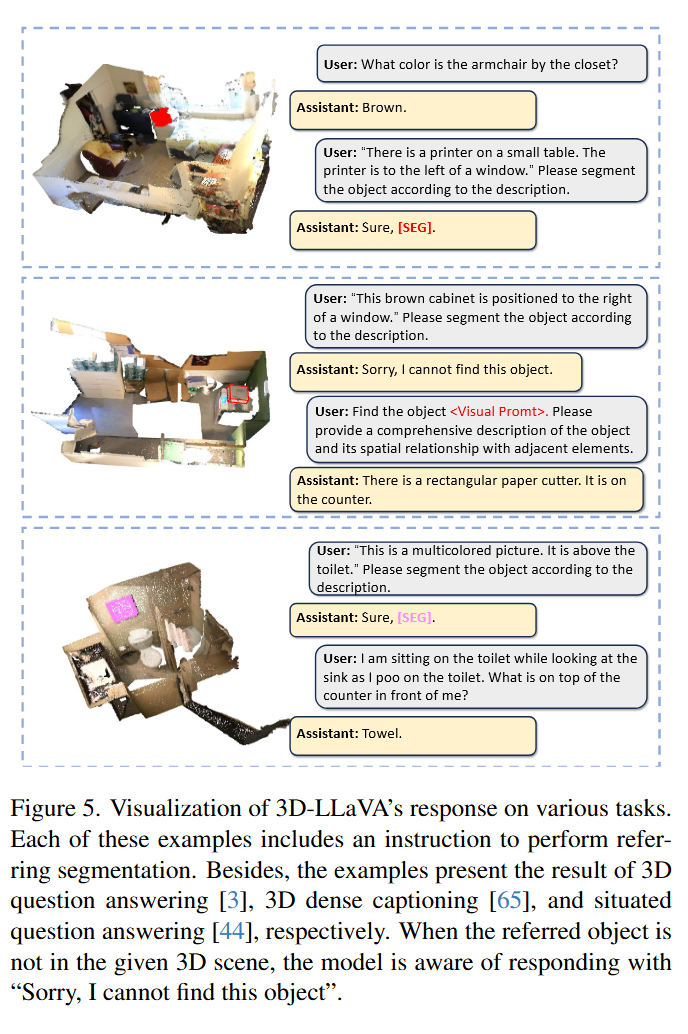 User: What color is the armchair by the closet?
Assistant: Brown.
User: “There is a printer on a small table. The
printer is to the left of a window.” Please segment
the object according to the description.
Assistant: Sure, [SEG].
User: “This brown cabinet is positioned to the right
of a window.” Please segment the object according
to the description.
Assistant: Sorry, I cannot find this object.
User: Find the object <Visual Promt>. Please
provide a comprehensive description of the object
and its spatial relationship with adjacent elements.
Assistant: There is a rectangular paper cutter. It is on
the counter.
User: “This is a multicolored picture. It is above the
toilet.” Please segment the object according to the
description.
Assistant: Sure, [SEG].
User: I am sitting on the toilet while looking at the
sink as I poo on the toilet. What is on top of the
counter in front of me?
Assistant: Towel.
Figure 5. Visualization of 3D-LLaVA’s response on various tasks.
Each of these examples includes an instruction to perform refer-
ring segmentation. Besides, the examples present the result of 3D
question answering [3], 3D dense captioning [65], and situated
question answering [44], respectively. When the referred object is
not in the given 3D scene, the model is aware of responding with
“Sorry, I cannot find this object”.